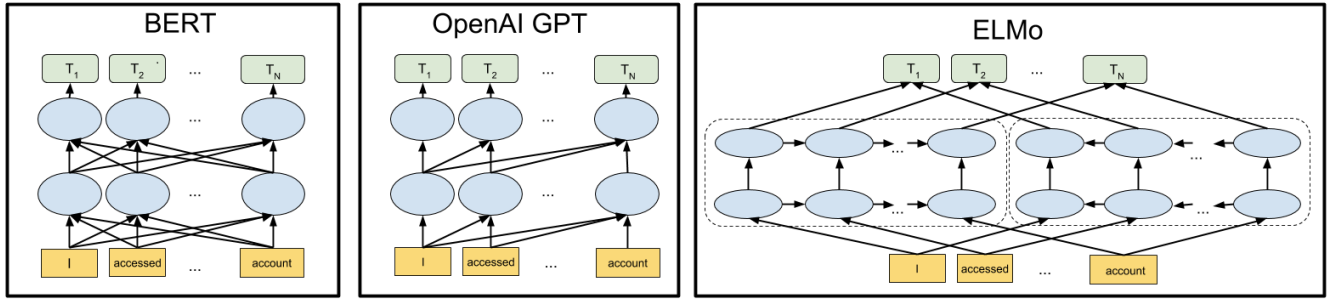 BERT
T1 T2 ... TN
...
...
I accessed ... account
OpenAI GPT
T1 T2 ... TN
...
...
I accessed ... account
ELMo
T1 T2 ... TN
... ...
... ...
I accessed ... account